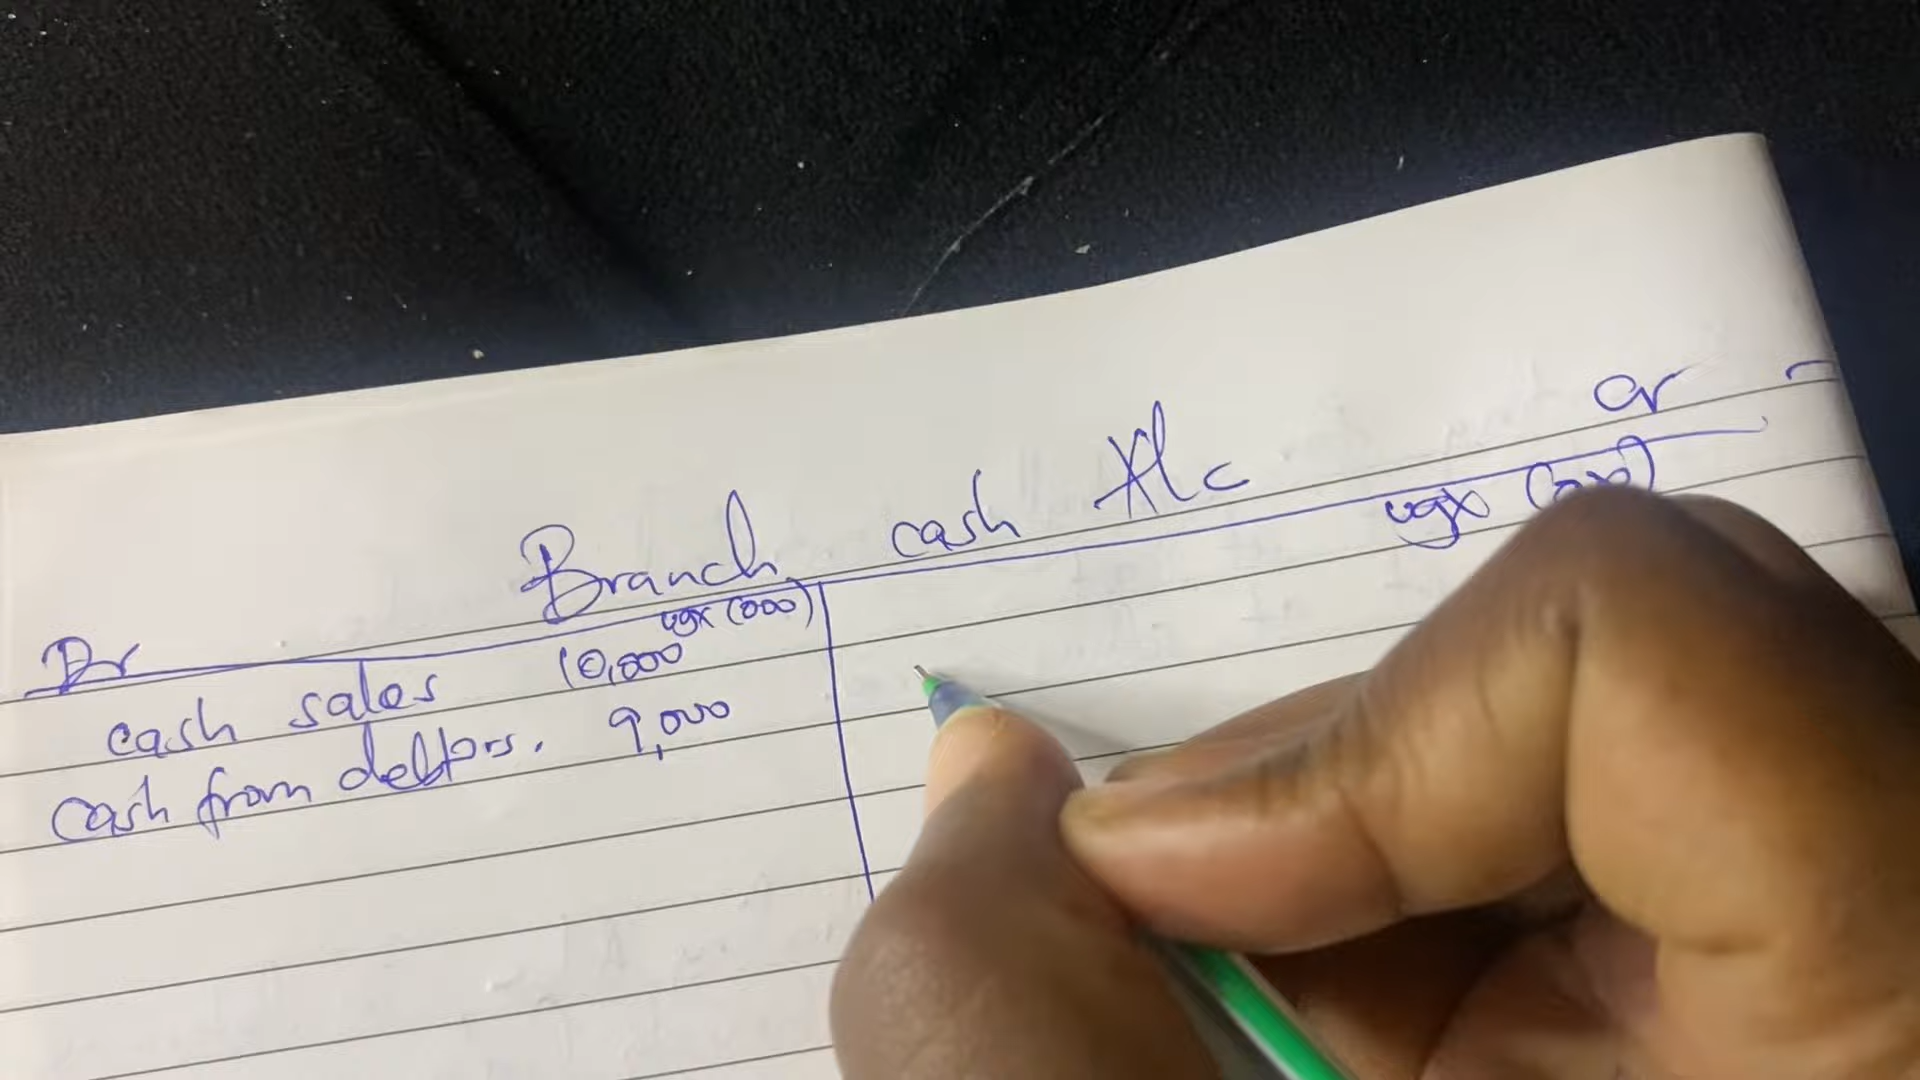 Branch cash A/c
Dr
cr
ugx (000)
ugx (000)
cash sales 10,000
cash from debtors. 9,000